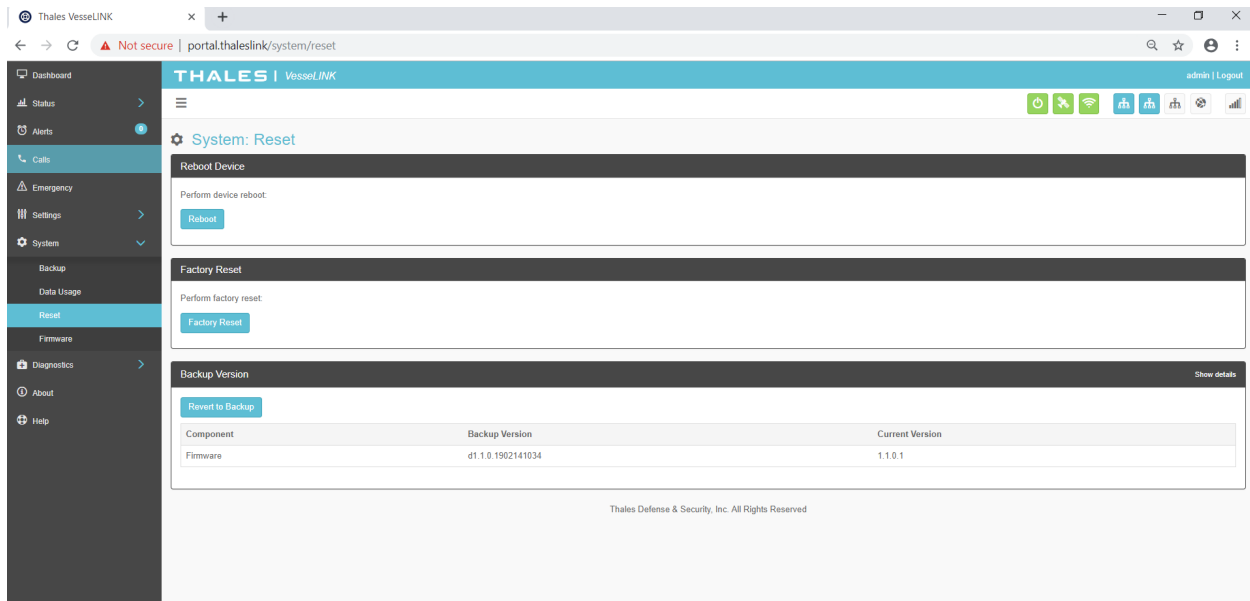 Thales VesseLINK
Not secure | portal.thaleslink/system/reset
Dashboard
Status
Alerts 0
Calls
Emergency
Settings
System
Backup
Data Usage
Reset
Firmware
Diagnostics
About
Help
THALES | VesseLINK
admin | Logout
System: Reset
Reboot Device
Perform device reboot:
Reboot
Factory Reset
Perform factory reset:
Factory Reset
Backup Version Show details
Revert to Backup
Component Backup Version Current Version
Firmware d1.1.0.1902141034 1.1.0.1
Thales Defense & Security, Inc. All Rights Reserved